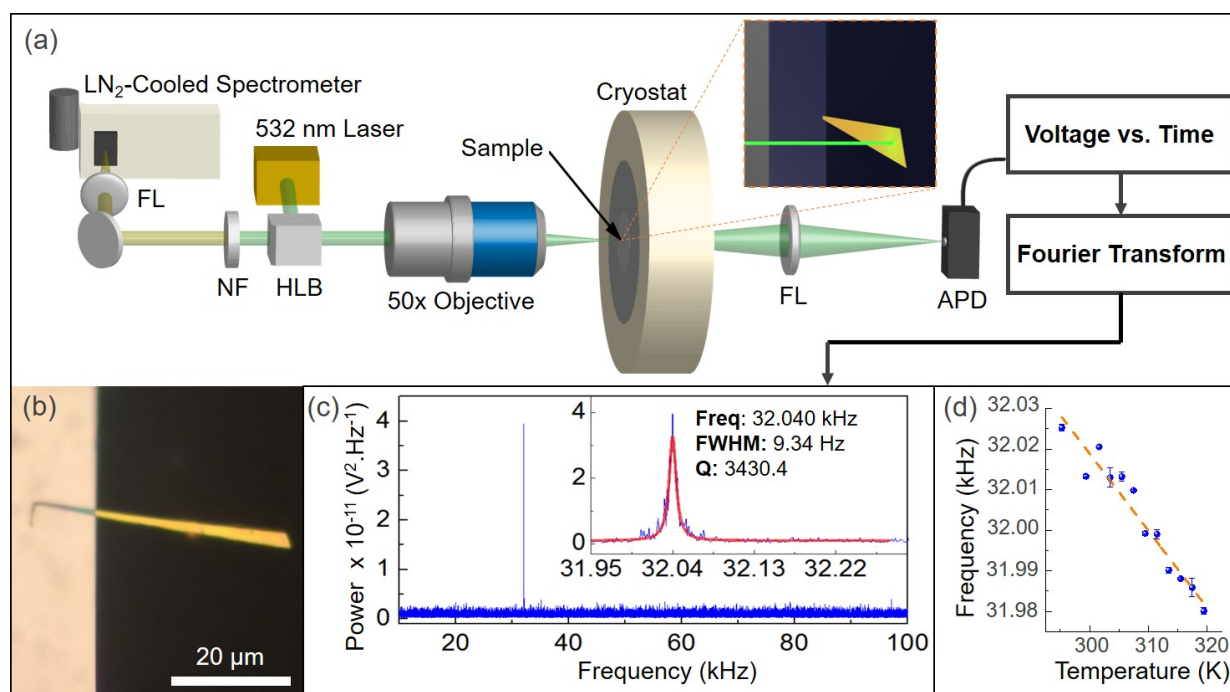 (a)
LN₂-Cooled Spectrometer
532 nm Laser
Cryostat
Sample
Voltage vs. Time
Fourier Transform
FL
NF
HLB
50x Objective
FL
APD
(b)
20 µm
(c)
Power x 10⁻¹¹ (V².Hz⁻¹)
4
3
2
1
0
20
40
60
80
100
Frequency (kHz)
4
2
0
31.95
32.04
32.13
32.22
Freq: 32.040 kHz
FWHM: 9.34 Hz
Q: 3430.4
(d)
Frequency (kHz)
32.03
32.02
32.01
32.00
31.99
31.98
300
310
320
Temperature (K)